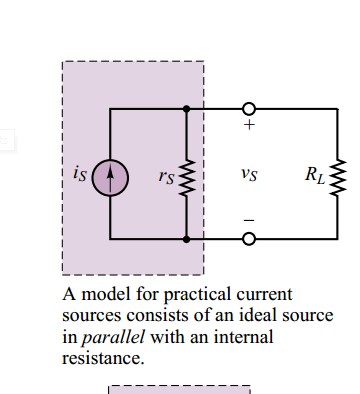 +
iS rS vS RL
–
A model for practical current
sources consists of an ideal source
in parallel with an internal
resistance.